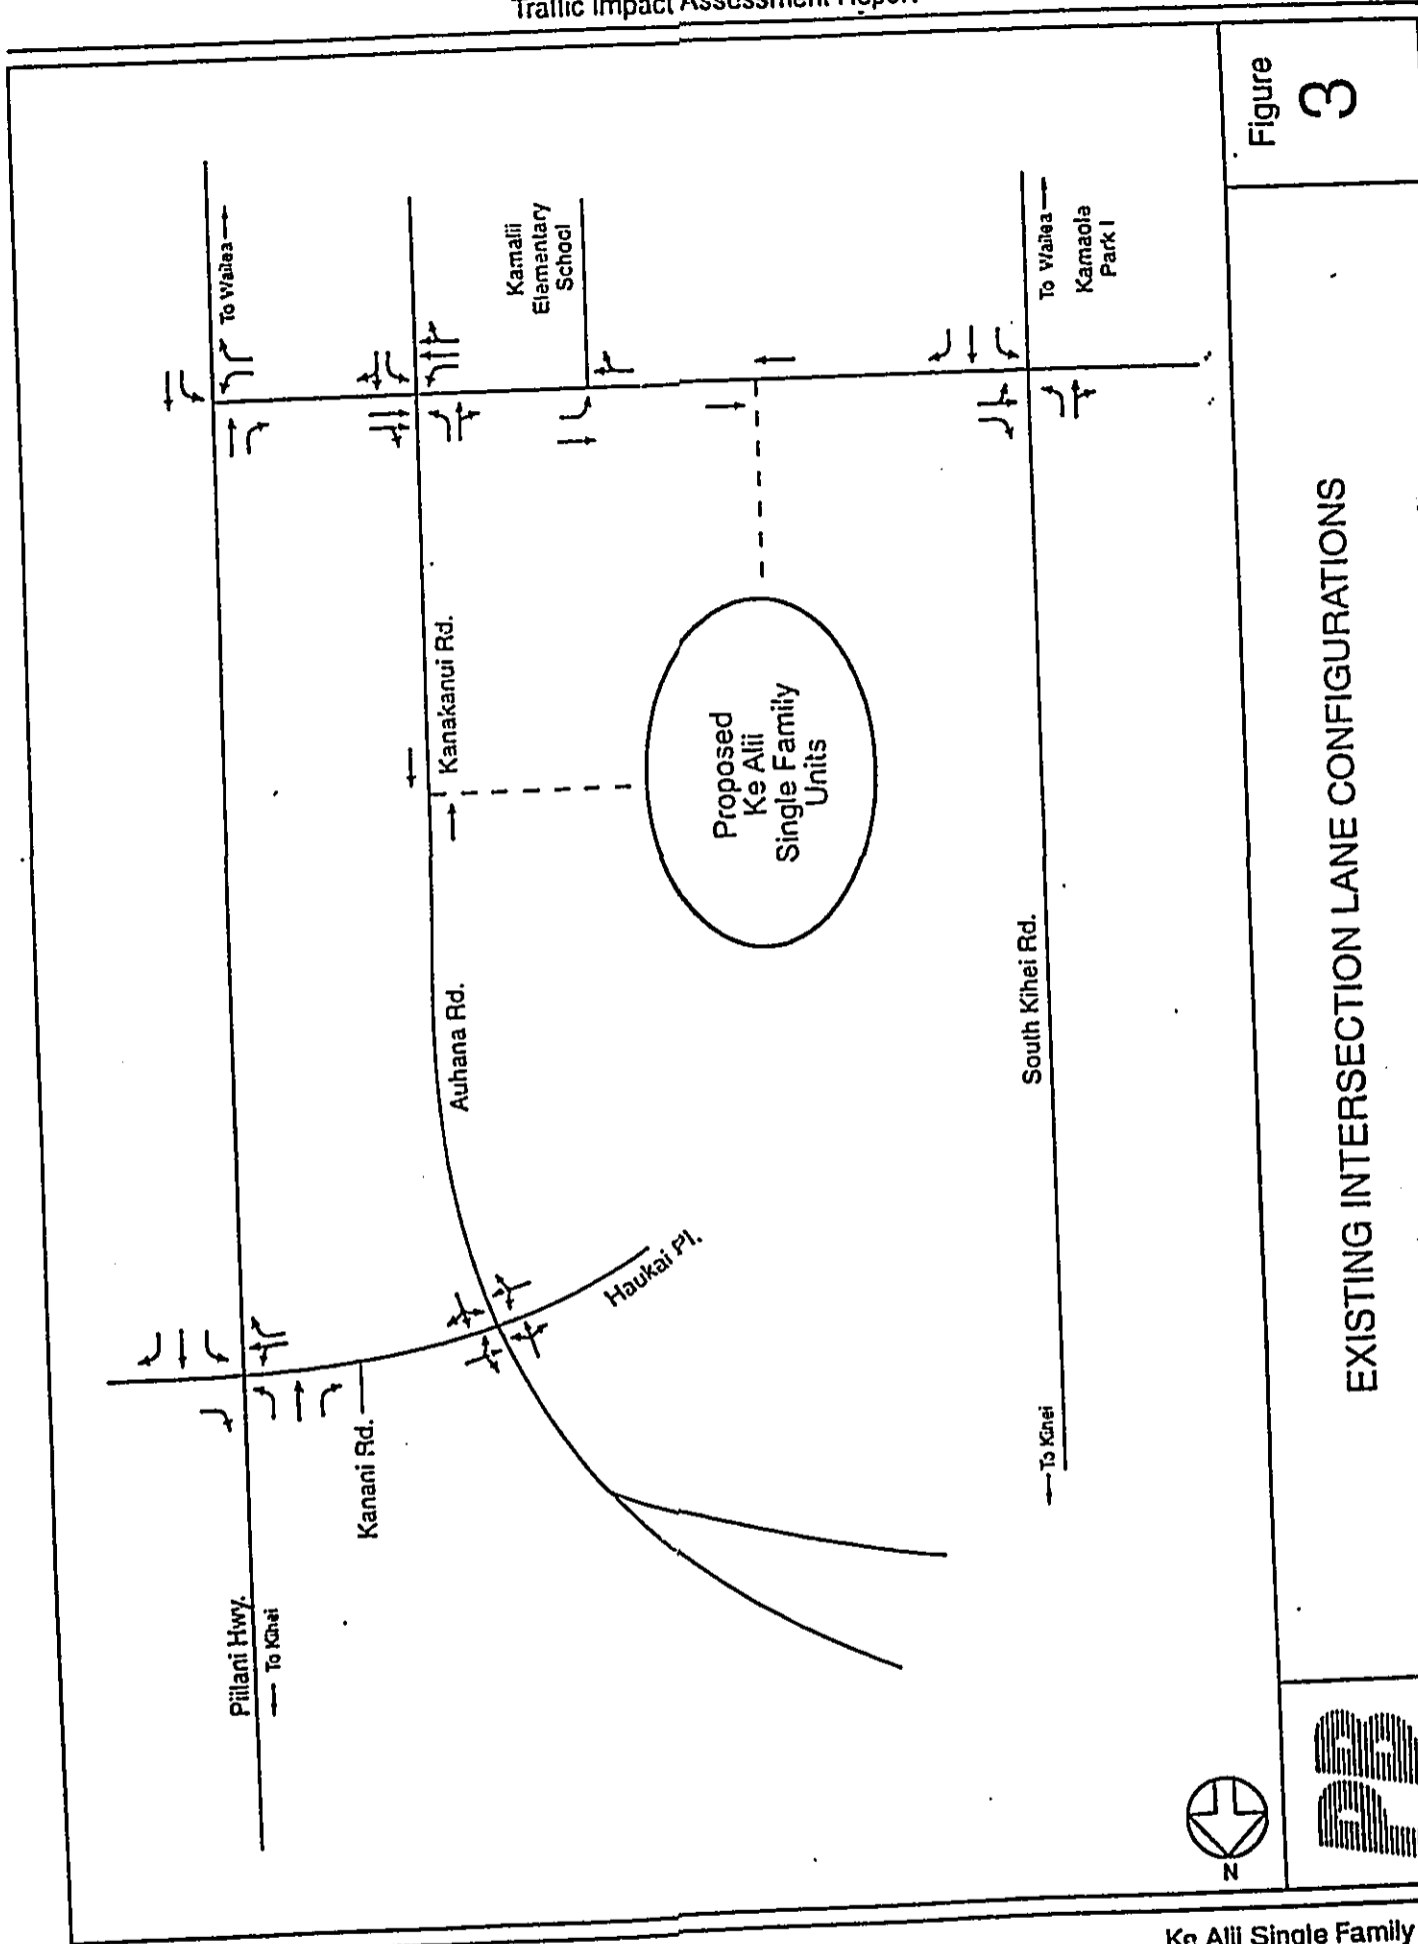 Traffic Impact Assessment Report
Figure
3
To Wailea
Kamalii
Elementary
School
To Wailea
Kamaole
Park I
Kanakanui Rd.
Proposed
Ke Alii
Single Family
Units
Auhana Rd.
South Kihei Rd.
Haukai Pl.
Kanani Rd.
To Kihei
Piilani Hwy.
To Kihei
N
EXISTING INTERSECTION LANE CONFIGURATIONS
PB
Ke Alii Single Family